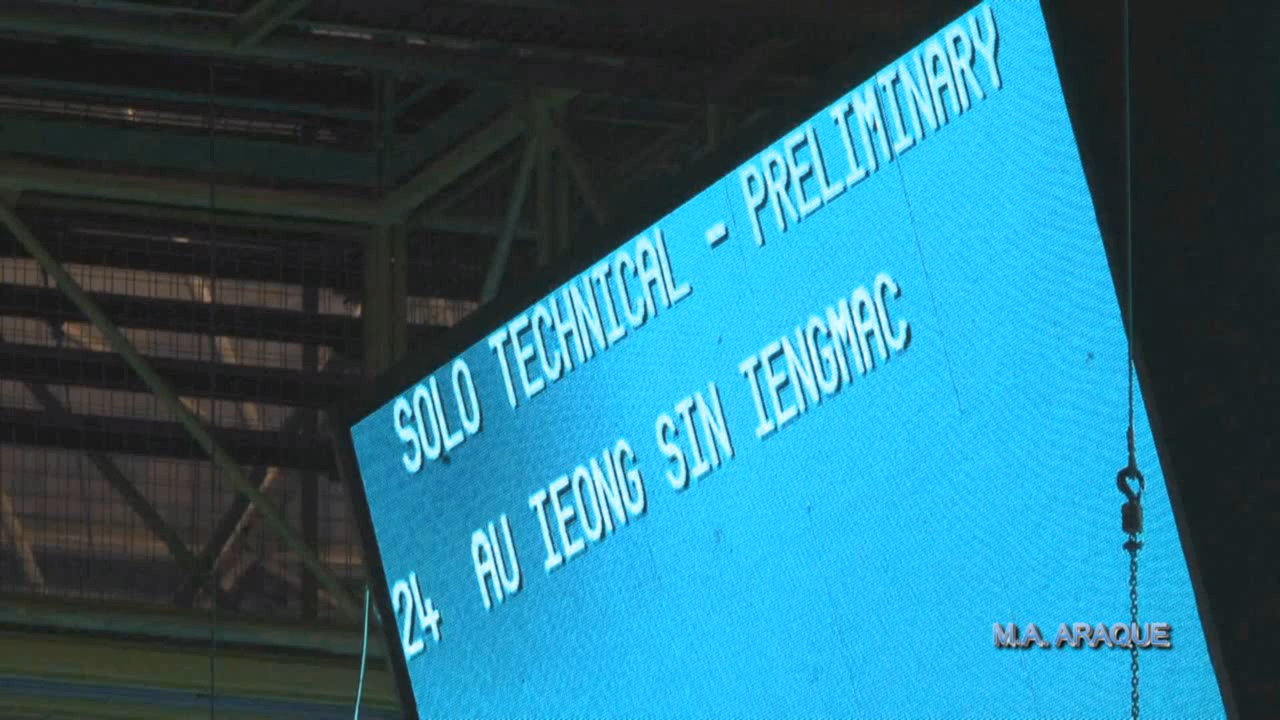 SOLO TECHNICAL - PRELIMINARY
24 AU IEONG SIN IENGMAC
M.A. ARAQUE